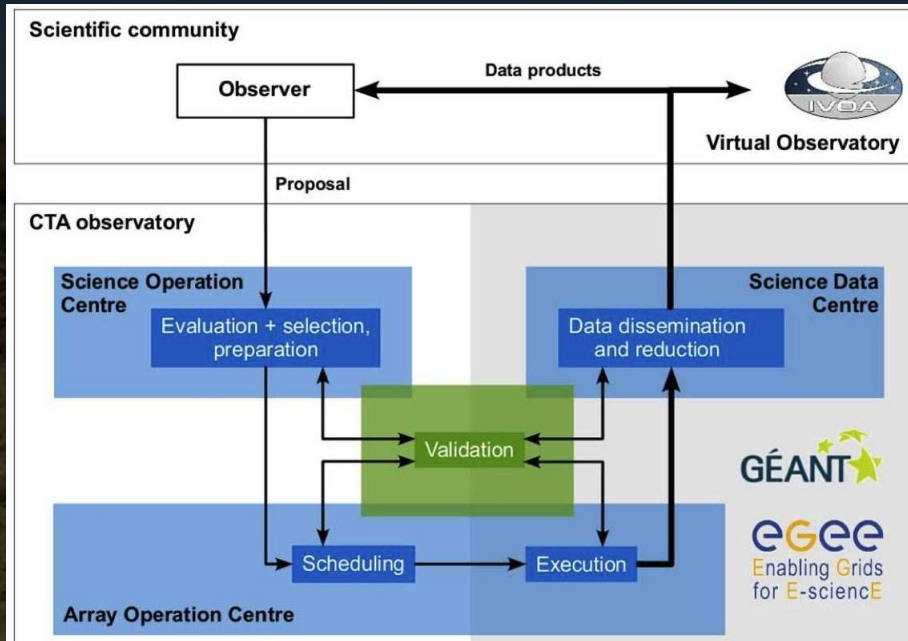 Scientific community
Observer
Data products
IVOA
Virtual Observatory
Proposal
CTA observatory
Science Operation
Centre
Evaluation + selection,
preparation
Science Data
Centre
Data dissemination
and reduction
Validation
GÉANT
Scheduling
Execution
eGee
Enabling Grids
for E-sciencE
Array Operation Centre